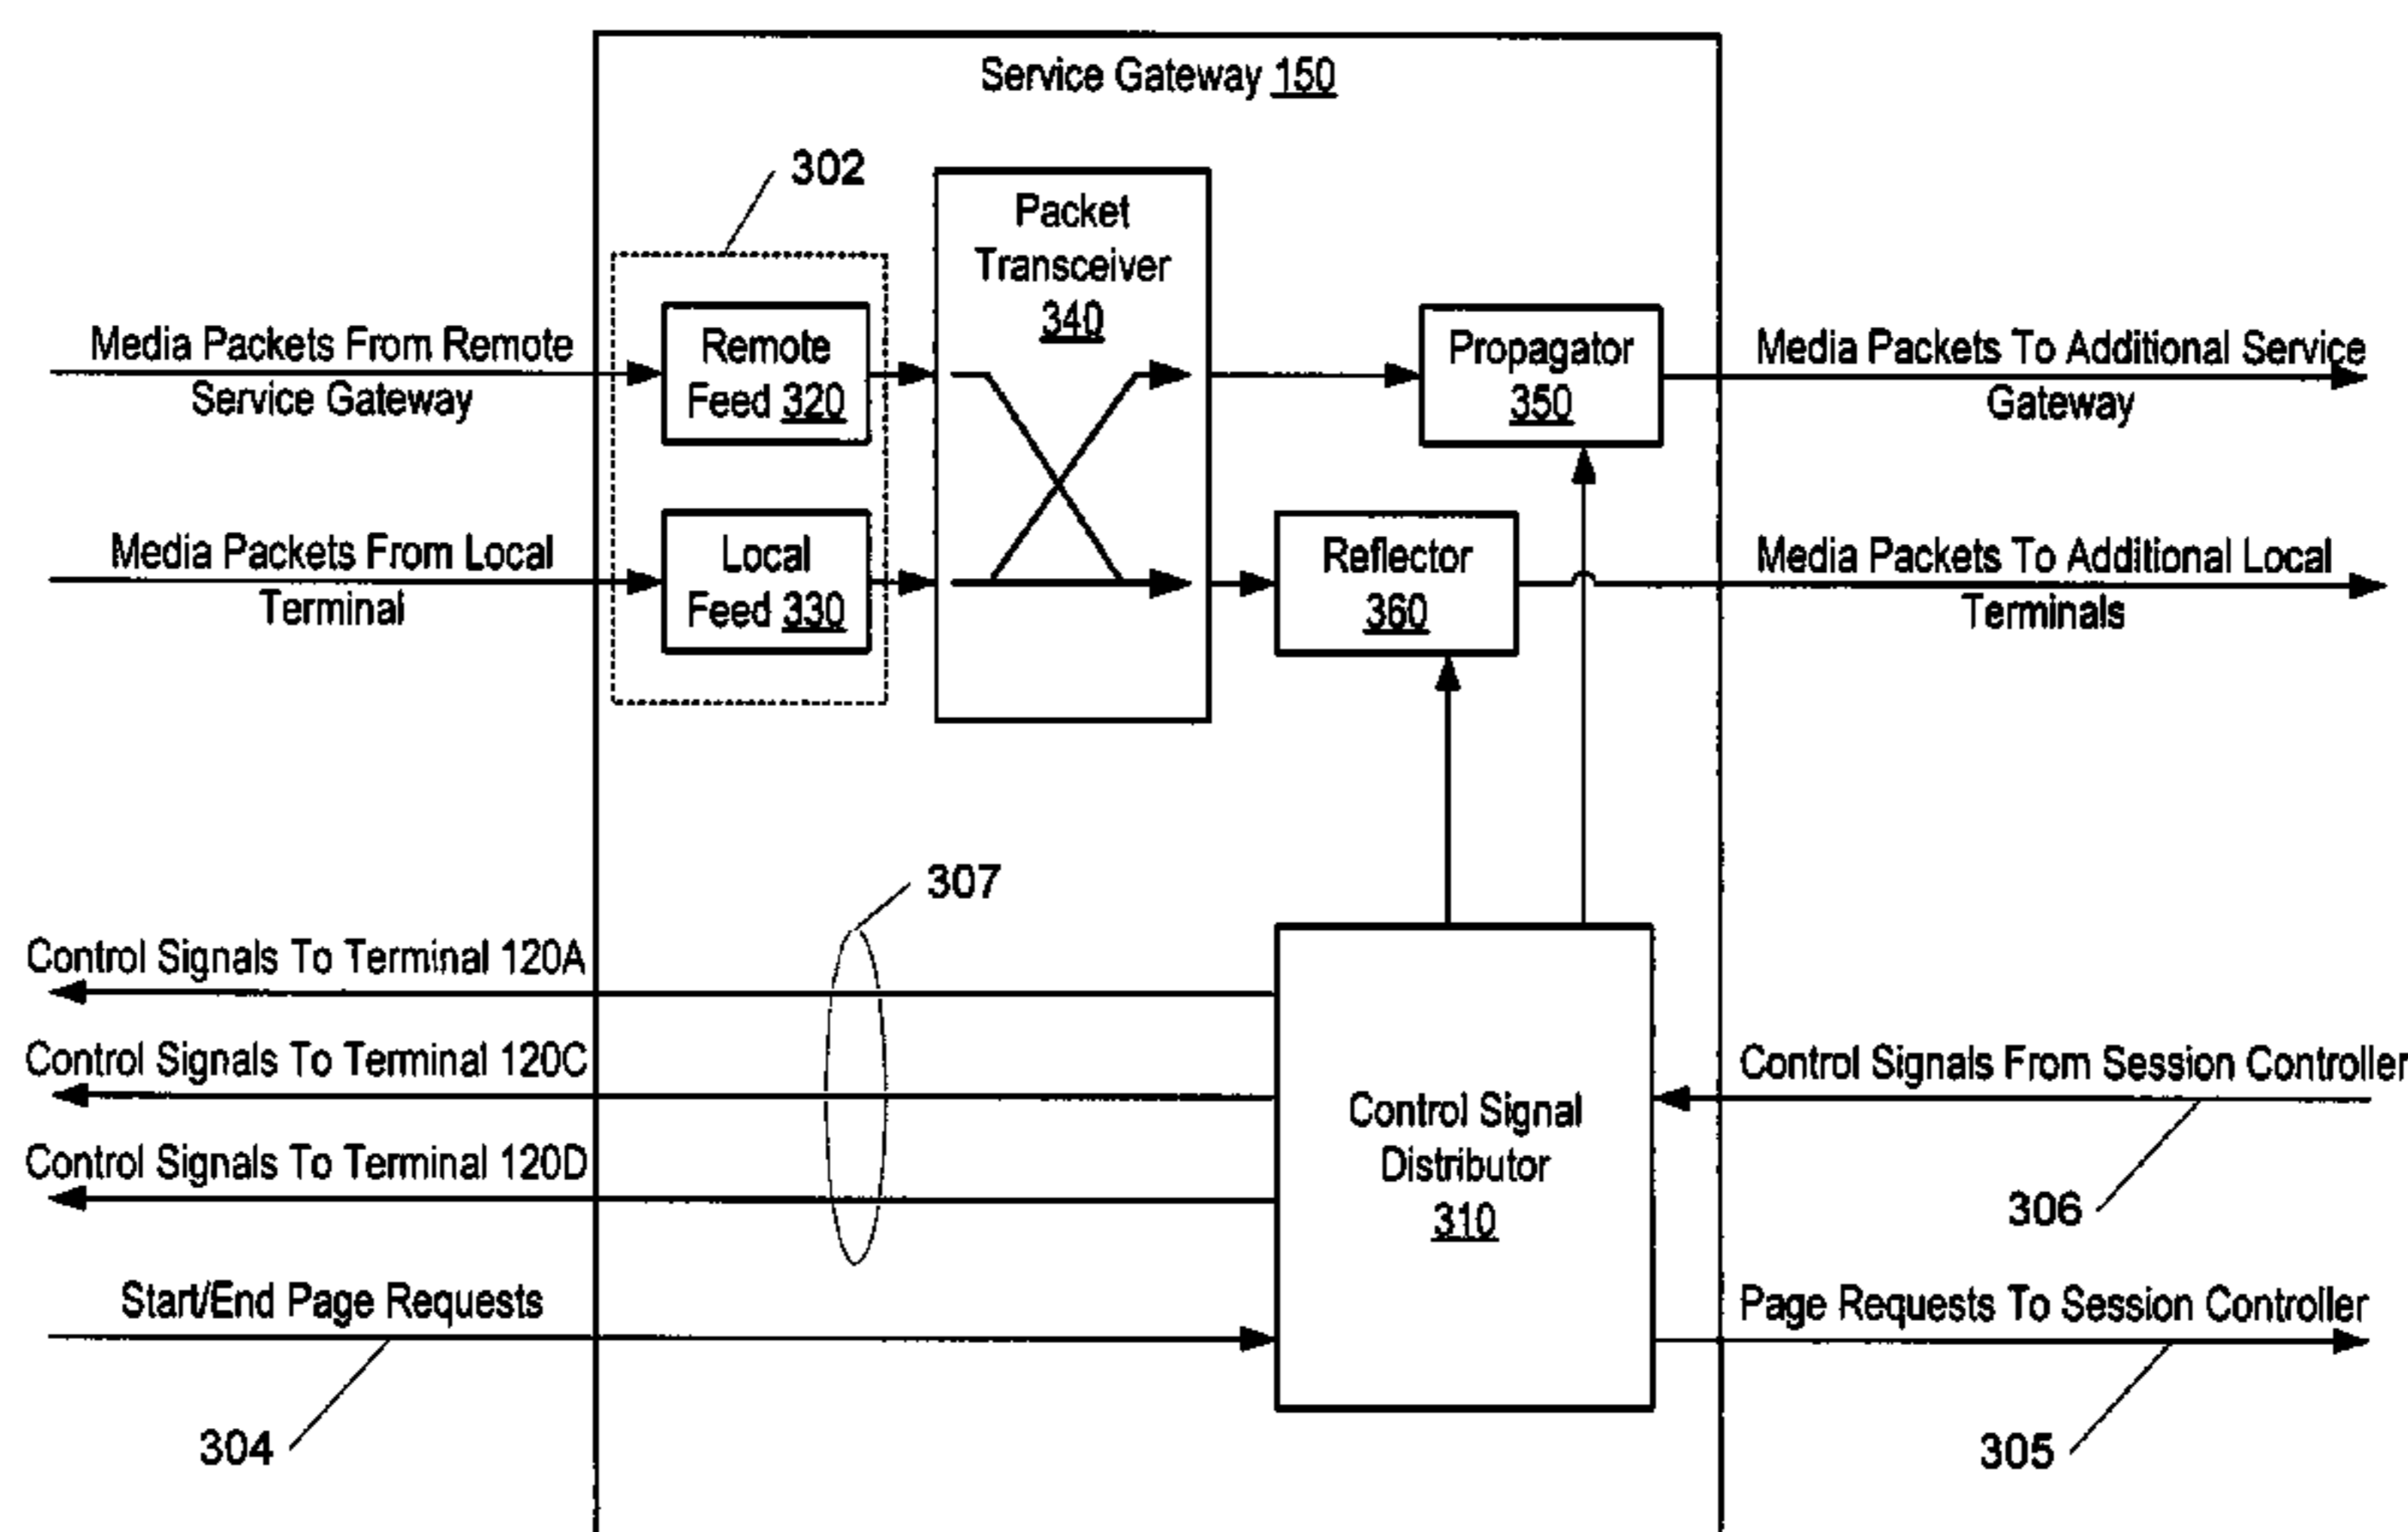 Service Gateway 150
302
Packet
Transceiver
340
Media Packets From Remote
Service Gateway
Remote
Feed 320
Propagator
350
Media Packets To Additional Service
Gateway
Media Packets From Local
Terminal
Local
Feed 330
Reflector
360
Media Packets To Additional Local
Terminals
307
Control Signals To Terminal 120A
Control Signals To Terminal 120C
Control Signals To Terminal 120D
Control Signal
Distributor
310
Control Signals From Session Controller
306
Start/End Page Requests
304
Page Requests To Session Controller
305